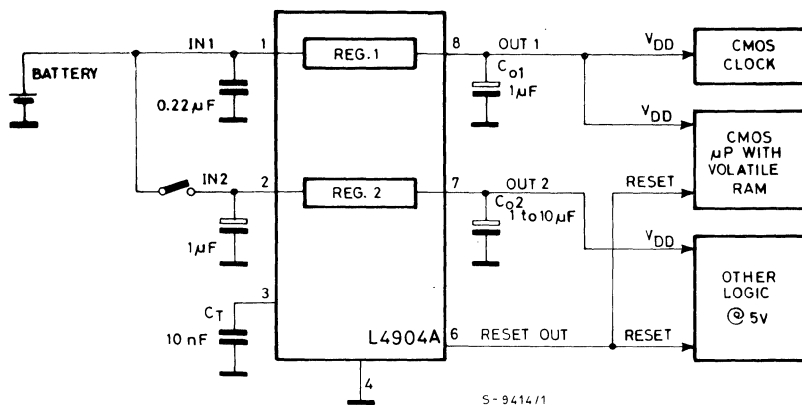 IN1
1
REG. 1
8
OUT 1
VDD
CMOS
CLOCK
BATTERY
0.22µF
Co1
1µF
VDD
CMOS
µP WITH
VOLATILE
RAM
RESET
IN2
2
REG. 2
7
OUT 2
1µF
Co2
1 to 10µF
VDD
OTHER
LOGIC
@ 5V
3
CT
10 nF
L4904A
6
RESET OUT
RESET
4
S-9414/1